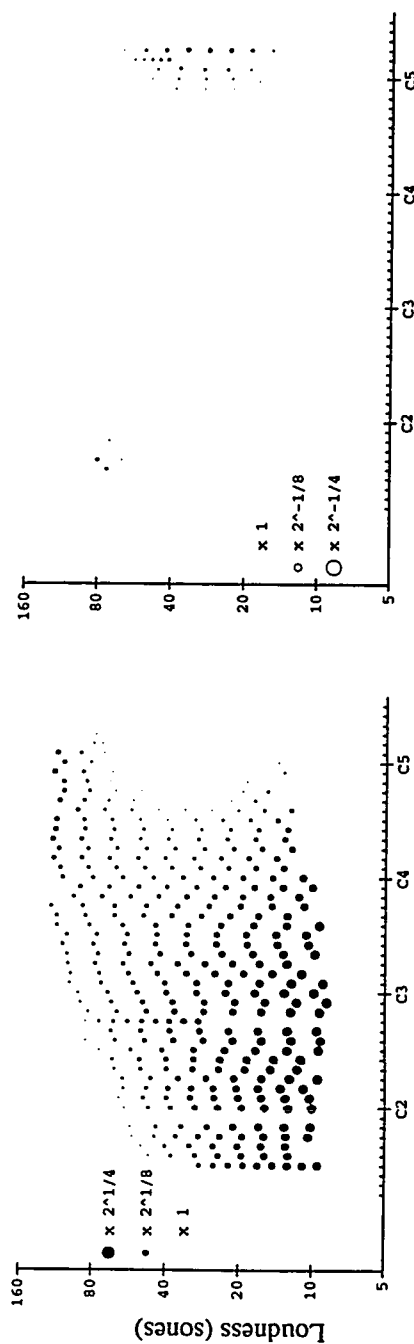 Loudness (sones)
160
80
40
20
10
5
x 2^1/4
x 2^1/8
x 1
C2
C3
C4
C5
160
80
40
20
10
5
x 1
x 2^-1/8
x 2^-1/4
C2
C3
C4
C5